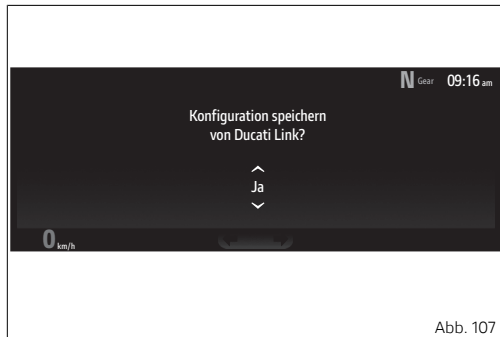 N Gear 09:16 am
Konfiguration speichern
von Ducati Link?
Ja
0 km/h
Abb. 107